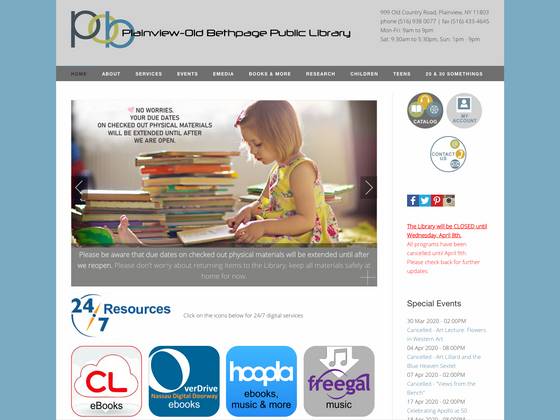 pob
Plainview-Old Bethpage Public Library
999 Old Country Road, Plainview, NY 11803
phone (516) 938 0077 | fax (516) 433-4645
Mon-Fri: 9am to 9pm
Sat: 9:30am to 5:30pm, Sun: 1pm - 9pm
HOME ABOUT SERVICES EVENTS EMEDIA BOOKS & MORE RESEARCH CHILDREN TEENS 20 & 30 SOMETHINGS
NO WORRIES.
YOUR DUE DATES
ON CHECKED OUT PHYSICAL MATERIALS
WILL BE EXTENDED UNTIL AFTER
WE ARE OPEN.
Please be aware that due dates on checked out physical materials will be extended until after
we reopen. Please don't worry about returning items to the Library, keep all materials safely at
home for now.
24/7 Resources
Click on the icons below for 24/7 digital services
CL
eBooks
OverDrive
Nassau Digital Doorway
ebooks
hoopla
ebooks,
music & more
freegal
music
CATALOG
MY
ACCOUNT
CONTACT
US
The Library will be CLOSED until
Wednesday, April 8th.
All programs have been
cancelled until April 9th.
Please check back for further
updates.
Special Events
30 Mar 2020 - 02:00PM
Cancelled - Art Lecture: Flowers
in Western Art
04 Apr 2020 - 08:00PM
Cancelled - Art Lillard and the
Blue Heaven Sextet
07 Apr 2020 - 02:00PM
Cancelled - "Views from the
Bench"
17 Apr 2020 - 02:00PM
Celebrating Apollo at 50